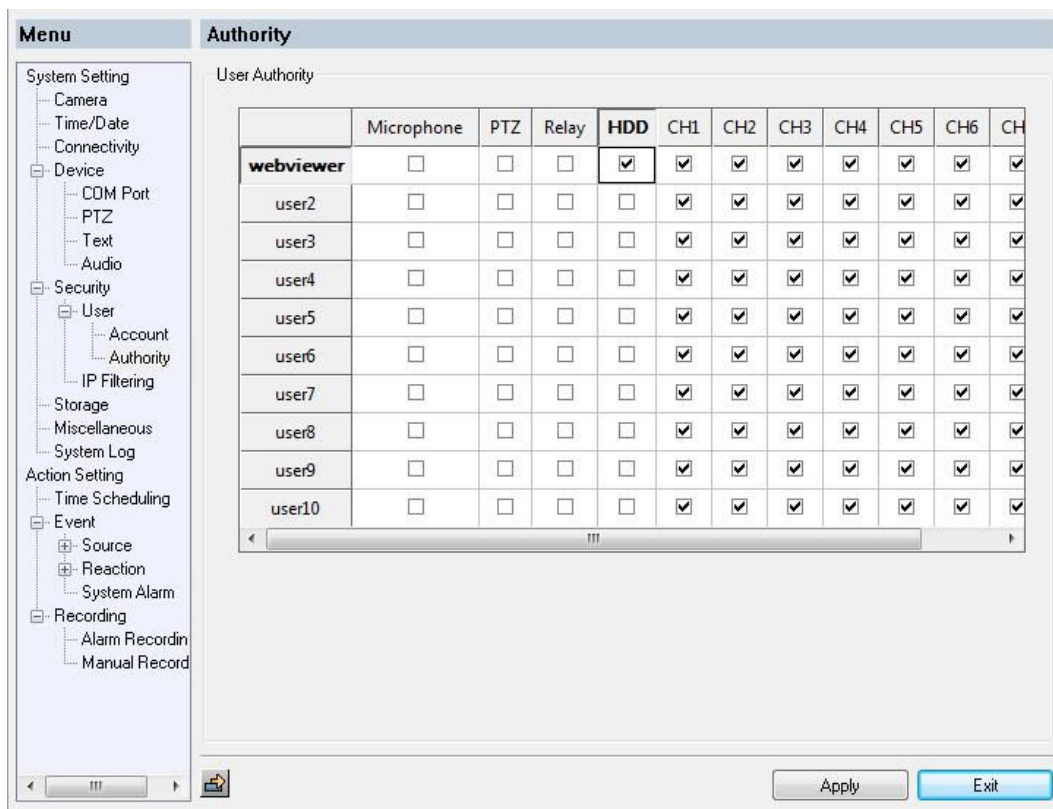 Menu
System Setting
Camera
Time/Date
Connectivity
Device
COM Port
PTZ
Text
Audio
Security
User
Account
Authority
IP Filtering
Storage
Miscellaneous
System Log
Action Setting
Time Scheduling
Event
Source
Reaction
System Alarm
Recording
Alarm Recordin
Manual Record
Authority
User Authority
Microphone PTZ Relay HDD CH1 CH2 CH3 CH4 CH5 CH6 CH
webviewer
user2
user3
user4
user5
user6
user7
user8
user9
user10
Apply Exit